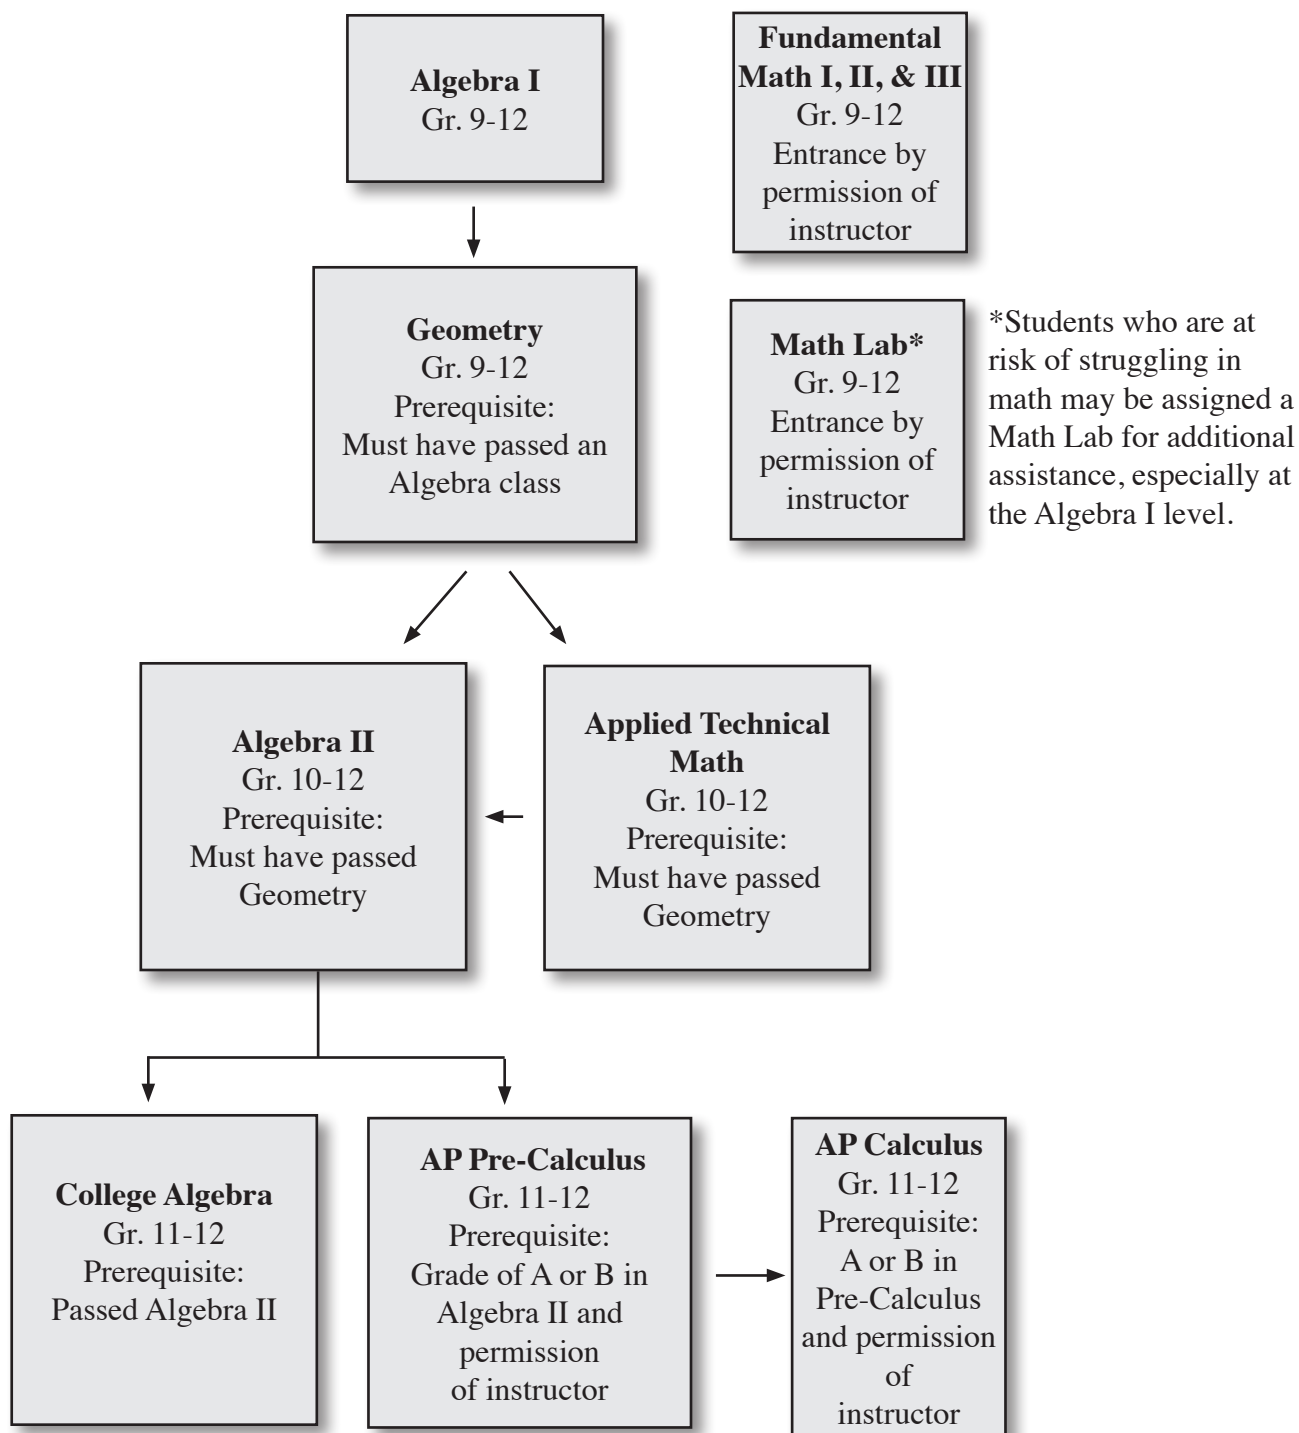 Algebra I
Gr. 9-12
Fundamental
Math I, II, & III
Gr. 9-12
Entrance by
permission of
instructor
Geometry
Gr. 9-12
Prerequisite:
Must have passed an
Algebra class
Math Lab*
Gr. 9-12
Entrance by
permission of
instructor
*Students who are at
risk of struggling in
math may be assigned a
Math Lab for additional
assistance, especially at
the Algebra I level.
Algebra II
Gr. 10-12
Prerequisite:
Must have passed
Geometry
Applied Technical
Math
Gr. 10-12
Prerequisite:
Must have passed
Geometry
College Algebra
Gr. 11-12
Prerequisite:
Passed Algebra II
AP Pre-Calculus
Gr. 11-12
Prerequisite:
Grade of A or B in
Algebra II and
permission
of instructor
AP Calculus
Gr. 11-12
Prerequisite:
A or B in
Pre-Calculus
and permission
of
instructor